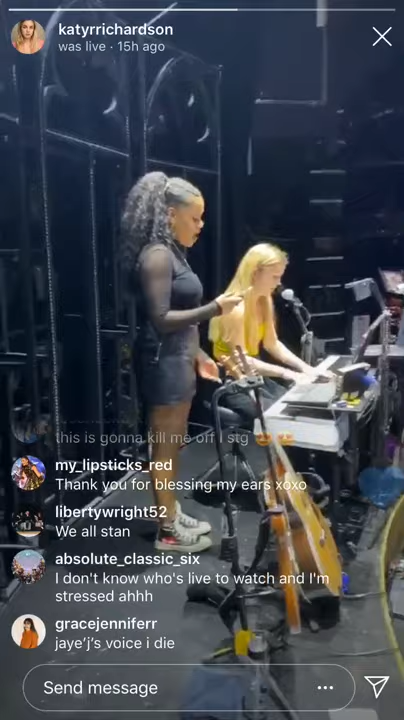 katyrrichardson
was live · 15h ago
this is gonna kill me off I stg 🤩🤩
my_lipsticks_red
Thank you for blessing my ears xoxo
libertywright52
We all stan
absolute_classic_six
I don't know who's live to watch and I'm
stressed ahhh
gracejenniferr
jaye'j's voice i die
Send message